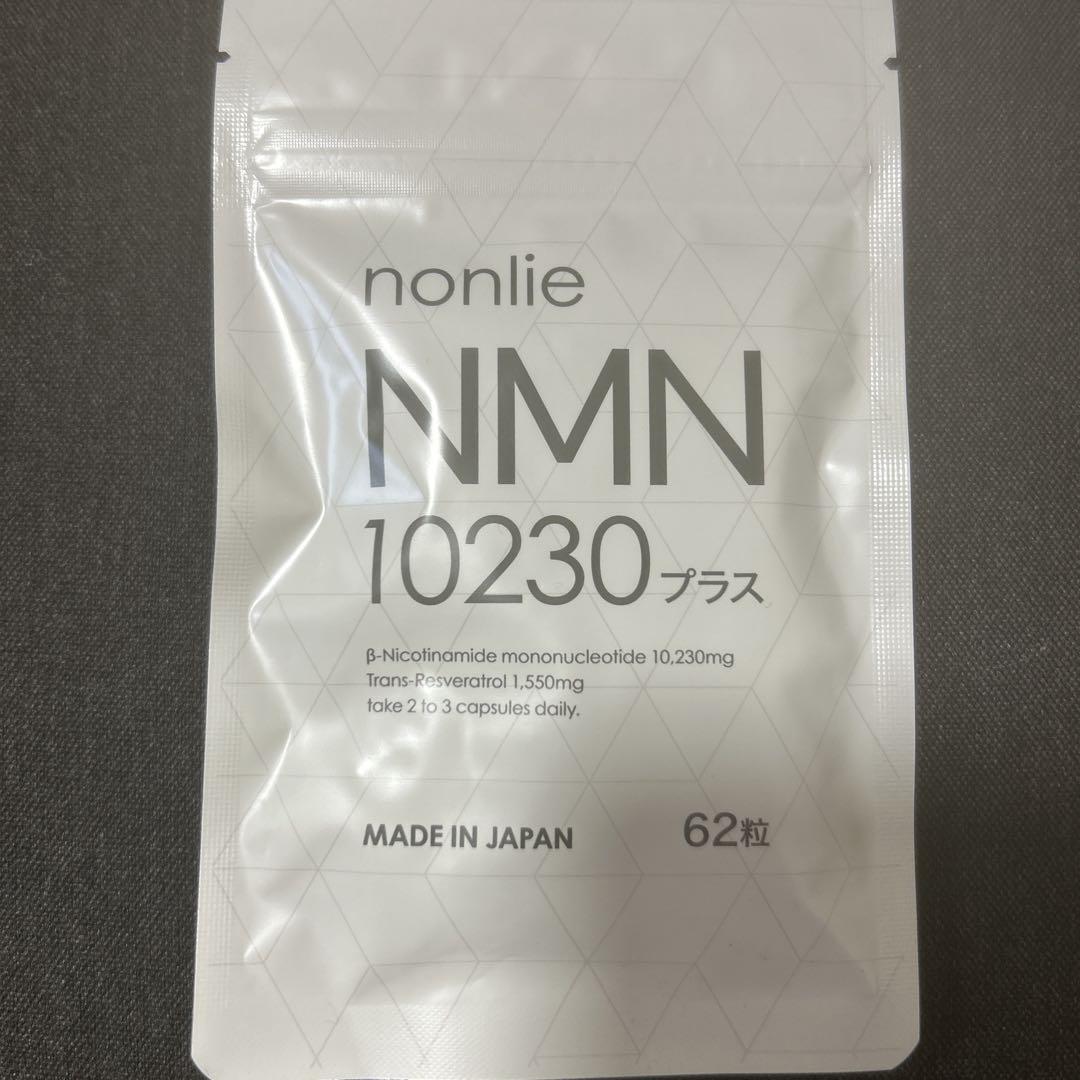 nonlie
NMN
10230プラス
β-Nicotinamide mononucleotide 10,230mg
Trans-Resveratrol 1,550mg
take 2 to 3 capsules daily.
MADE IN JAPAN 62粒